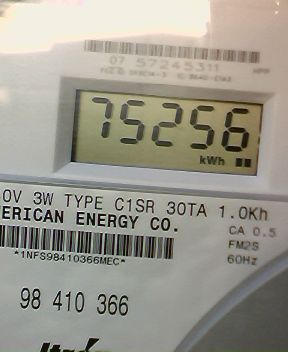 07 57245311
75256
kWh
0V 3W TYPE C1SR 30TA 1.0Kh
ERICAN ENERGY CO.
CA 0.5
FM2S
60Hz
*1NFS98410366MEC*
98 410 366